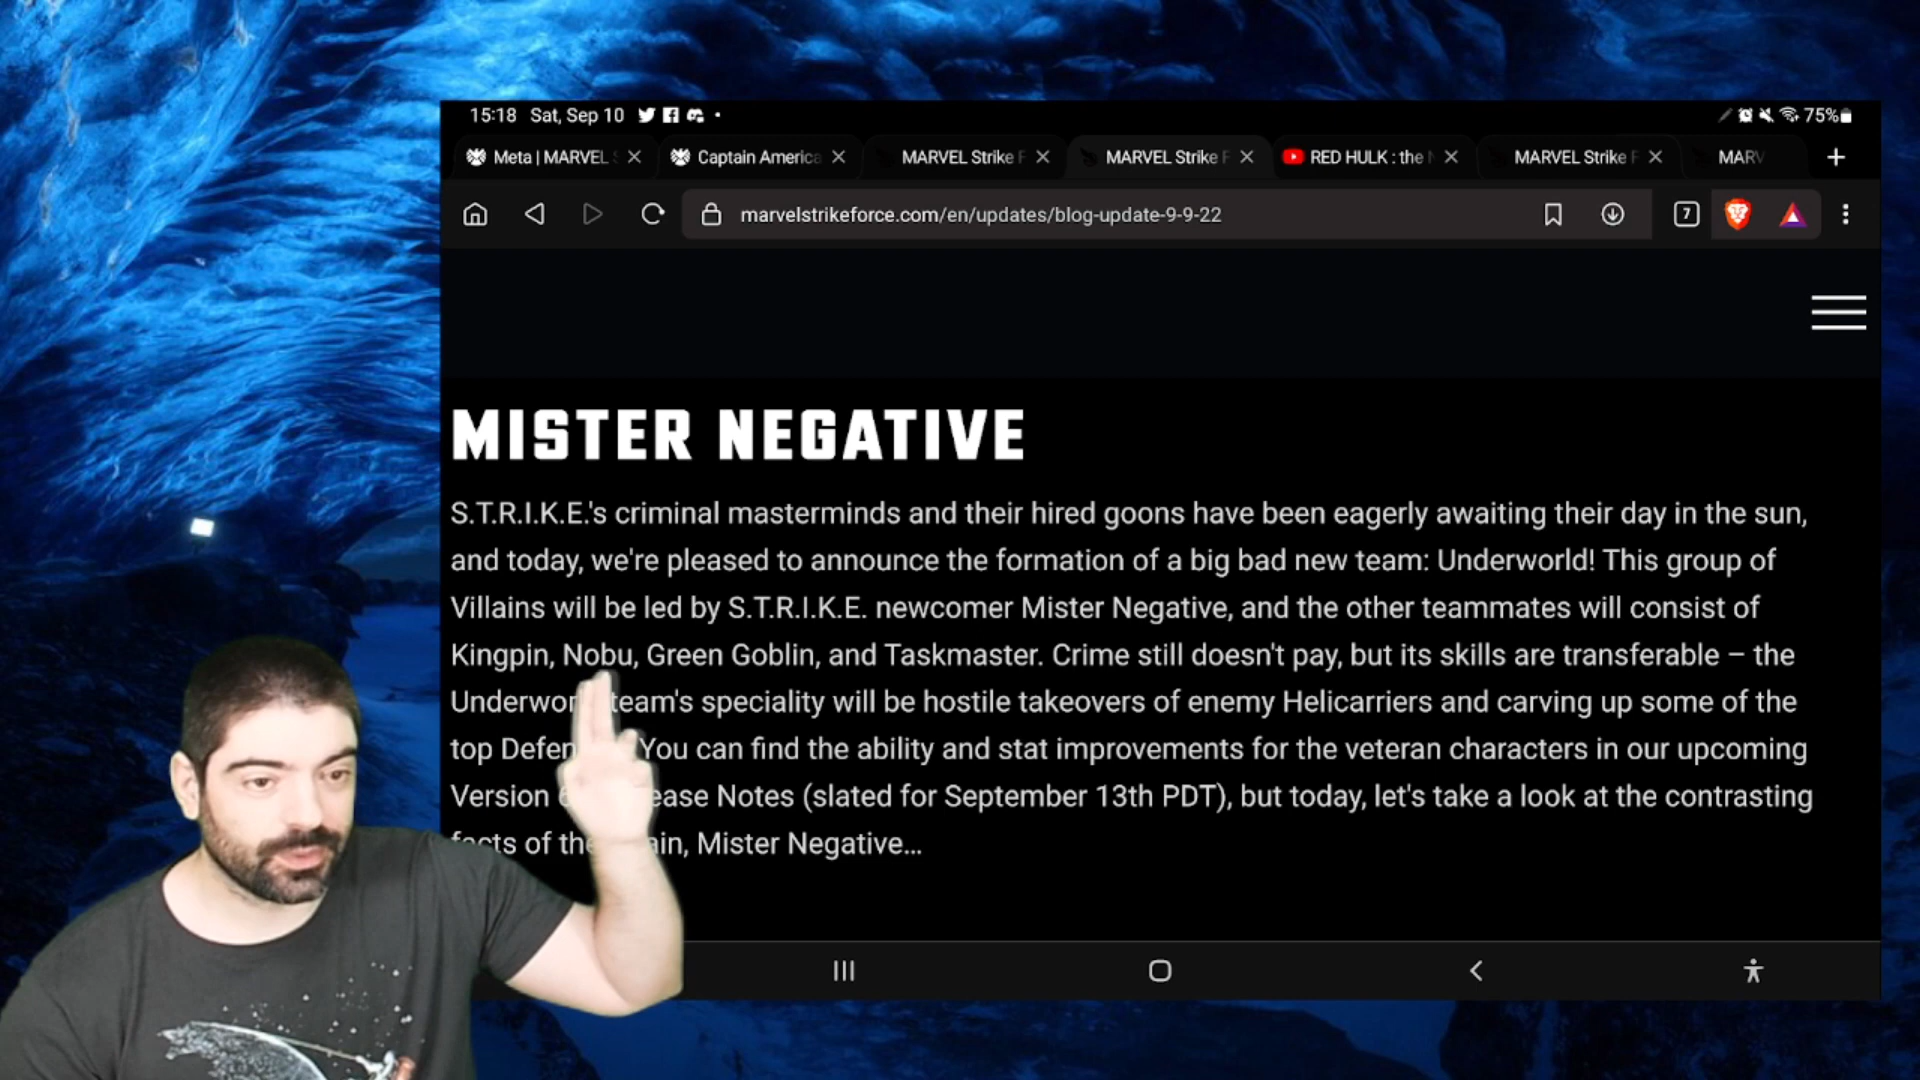 15:18 Sat, Sep 10 75%
Meta | MARVEL S Captain America MARVEL Strike F MARVEL Strike F RED HULK : the MARVEL Strike F MARV
marvelstrikeforce.com/en/updates/blog-update-9-9-22 7
MISTER NEGATIVE
S.T.R.I.K.E.'s criminal masterminds and their hired goons have been eagerly awaiting their day in the sun,
and today, we're pleased to announce the formation of a big bad new team: Underworld! This group of
Villains will be led by S.T.R.I.K.E. newcomer Mister Negative, and the other teammates will consist of
Kingpin, Nobu, Green Goblin, and Taskmaster. Crime still doesn't pay, but its skills are transferable – the
Underwor team's speciality will be hostile takeovers of enemy Helicarriers and carving up some of the
top Defen You can find the ability and stat improvements for the veteran characters in our upcoming
Version ease Notes (slated for September 13th PDT), but today, let's take a look at the contrasting
of the ain, Mister Negative...